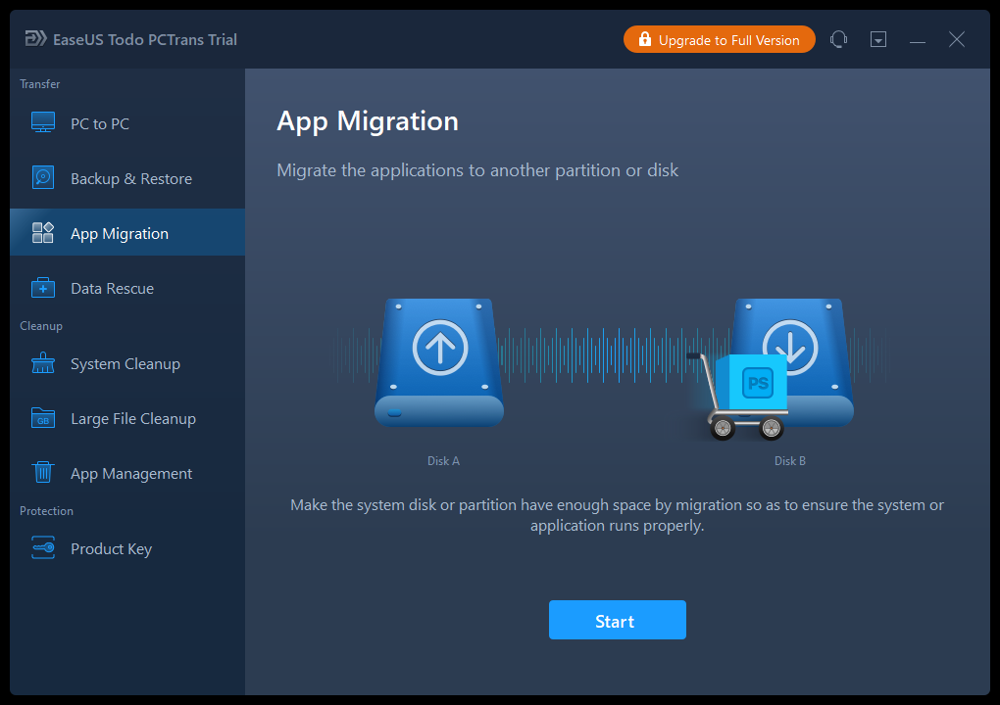 EaseUS Todo PCTrans Trial
Upgrade to Full Version
Transfer
PC to PC
Backup & Restore
App Migration
Data Rescue
Cleanup
System Cleanup
GB
Large File Cleanup
App Management
Protection
Product Key
App Migration
Migrate the applications to another partition or disk
PS
Disk A
Disk B
Make the system disk or partition have enough space by migration so as to ensure the system or
application runs properly.
Start